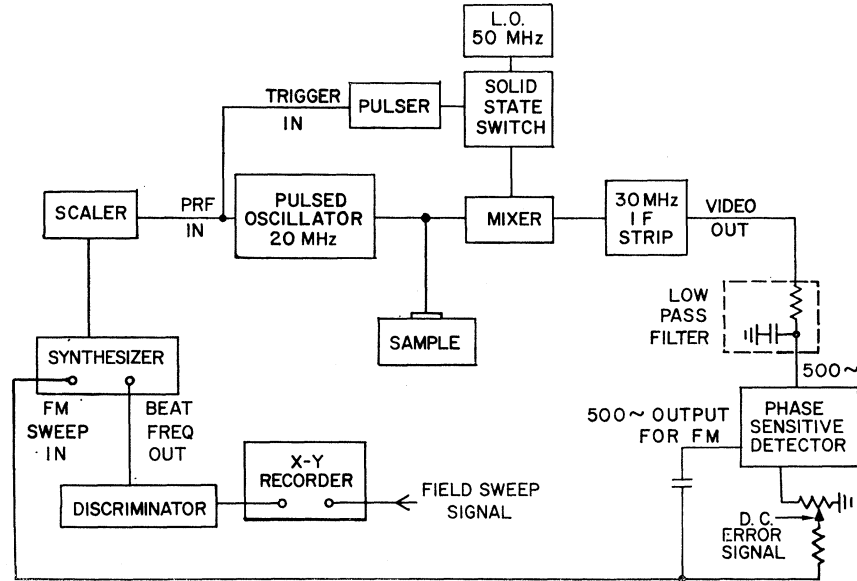 L.O.
50 MHz
TRIGGER
IN
PULSER
SOLID
STATE
SWITCH
SCALER
PRF
IN
PULSED
OSCILLATOR
20 MHz
MIXER
30 MHz
I F
STRIP
VIDEO
OUT
LOW
PASS
FILTER
SAMPLE
SYNTHESIZER
500~
FM
SWEEP
IN
BEAT
FREQ
OUT
500~ OUTPUT
FOR FM
PHASE
SENSITIVE
DETECTOR
X-Y
RECORDER
DISCRIMINATOR
FIELD SWEEP
SIGNAL
D.C.
ERROR
SIGNAL